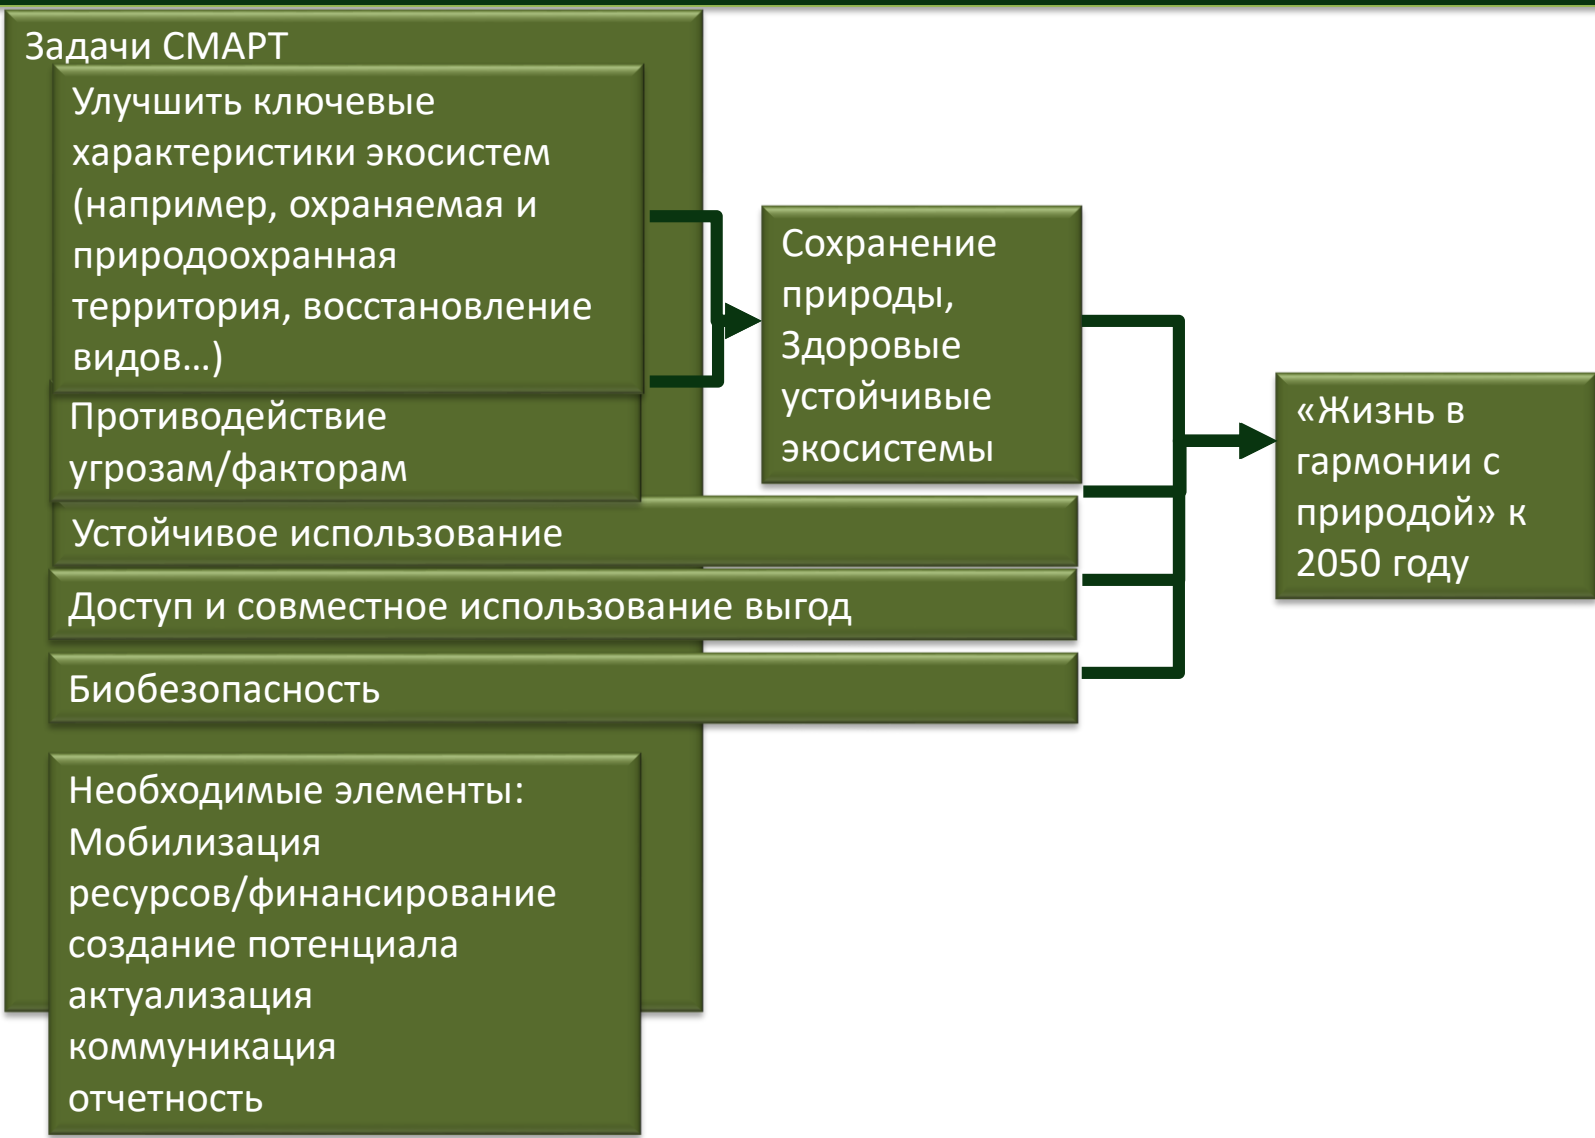 Задачи СМАРТ
Улучшить ключевые
характеристики экосистем
(например, охраняемая и
природоохранная
территория, восстановление
видов…)
Противодействие
угрозам/факторам
Устойчивое использование
Доступ и совместное использование выгод
Биобезопасность
Необходимые элементы:
Мобилизация
ресурсов/финансирование
создание потенциала
актуализация
коммуникация
отчетность
Сохранение
природы,
Здоровые
устойчивые
экосистемы
«Жизнь в
гармонии с
природой» к
2050 году